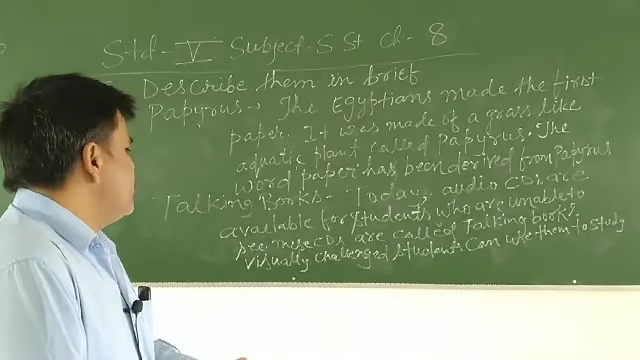 Std - V Subject - S St ch - 8
Describe them in brief
Papyrus → The Egyptians made the first
paper. It was made of a grass like
aquatic plant called Papyrus. The
word paper has been derived from Papyrus
Talking Books - Today, audio CDs are
available for students who are unable to
see. These CDs are called Talking books.
Visually challenged students can use them to study